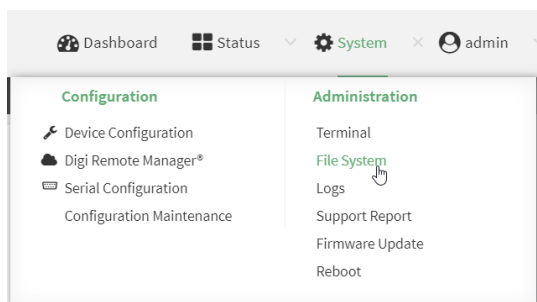 Dashboard
Status
System
admin
Configuration
Device Configuration
Digi Remote Manager®
Serial Configuration
Configuration Maintenance
Administration
Terminal
File System
Logs
Support Report
Firmware Update
Reboot